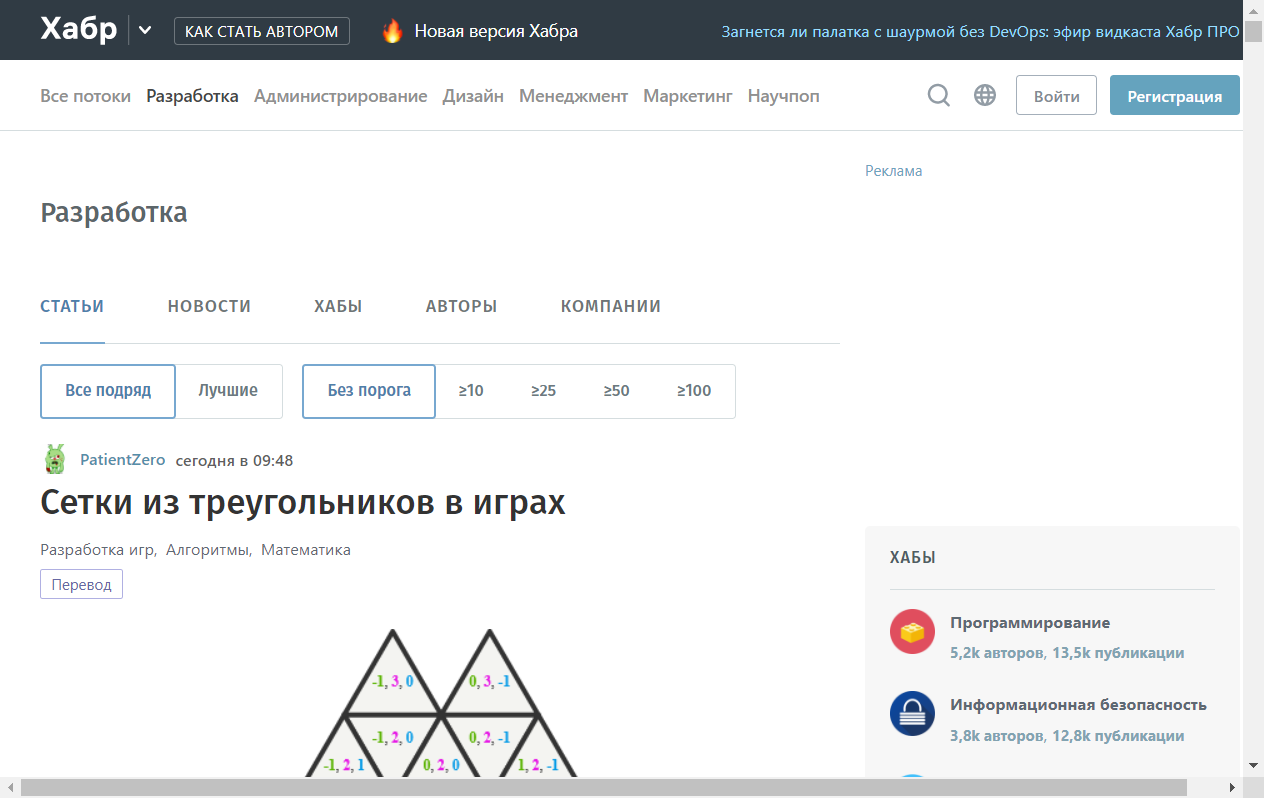 Хабр
КАК СТАТЬ АВТОРОМ
Новая версия Хабра
Загнется ли палатка с шаурмой без DevOps: эфир видкаста Хабр ПРО
Все потоки Разработка Администрирование Дизайн Менеджмент Маркетинг Научпоп
Войти
Регистрация
Реклама
Разработка
СТАТЬИ НОВОСТИ ХАБЫ АВТОРЫ КОМПАНИИ
Все подряд Лучшие Без порога ≥10 ≥25 ≥50 ≥100
PatientZero сегодня в 09:48
Сетки из треугольников в играх
Разработка игр, Алгоритмы, Математика
Перевод
-1, 3, 0 0, 3, -1
-1, 2, 0 0, 2, -1
-1, 2, 1 0, 2, 0 1, 2, -1
ХАБЫ
Программирование
5,2k авторов, 13,5k публикации
Информационная безопасность
3,8k авторов, 12,8k публикации